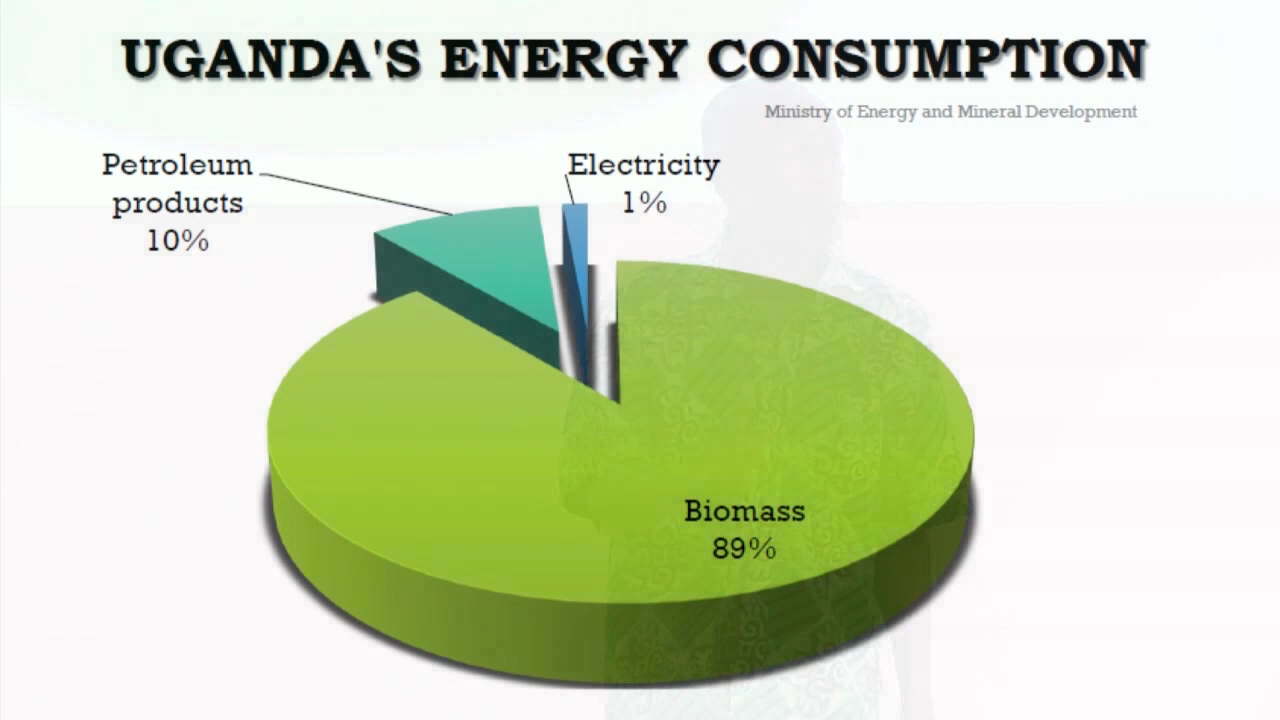 UGANDA'S ENERGY CONSUMPTION
Ministry of Energy and Mineral Development
Petroleum
products
10%
Electricity
1%
Biomass
89%